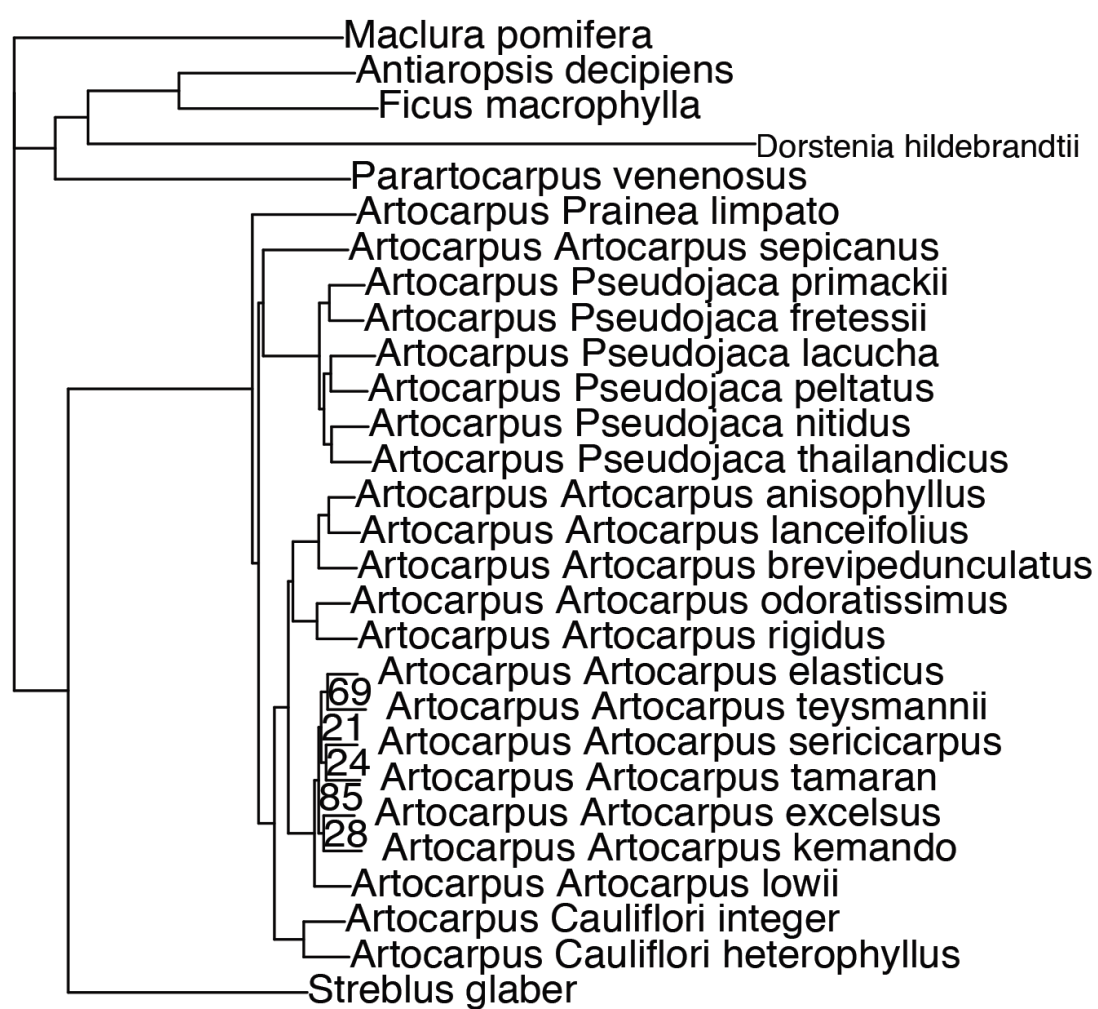 Maclura pomifera
Antiaropsis decipiens
Ficus macrophylla
Dorstenia hildebrandtii
Parartocarpus venenosus
Artocarpus Prainea limpato
Artocarpus Artocarpus sepicanus
Artocarpus Pseudojaca primackii
Artocarpus Pseudojaca fretessii
Artocarpus Pseudojaca lacucha
Artocarpus Pseudojaca peltatus
Artocarpus Pseudojaca nitidus
Artocarpus Pseudojaca thailandicus
Artocarpus Artocarpus anisophyllus
Artocarpus Artocarpus lanceifolius
Artocarpus Artocarpus brevipedunculatus
Artocarpus Artocarpus odoratissimus
Artocarpus Artocarpus rigidus
Artocarpus Artocarpus elasticus
69
Artocarpus Artocarpus teysmannii
21
Artocarpus Artocarpus sericicarpus
24
Artocarpus Artocarpus tamaran
85
Artocarpus Artocarpus excelsus
28
Artocarpus Artocarpus kemando
Artocarpus Artocarpus lowii
Artocarpus Cauliflori integer
Artocarpus Cauliflori heterophyllus
Streblus glaber